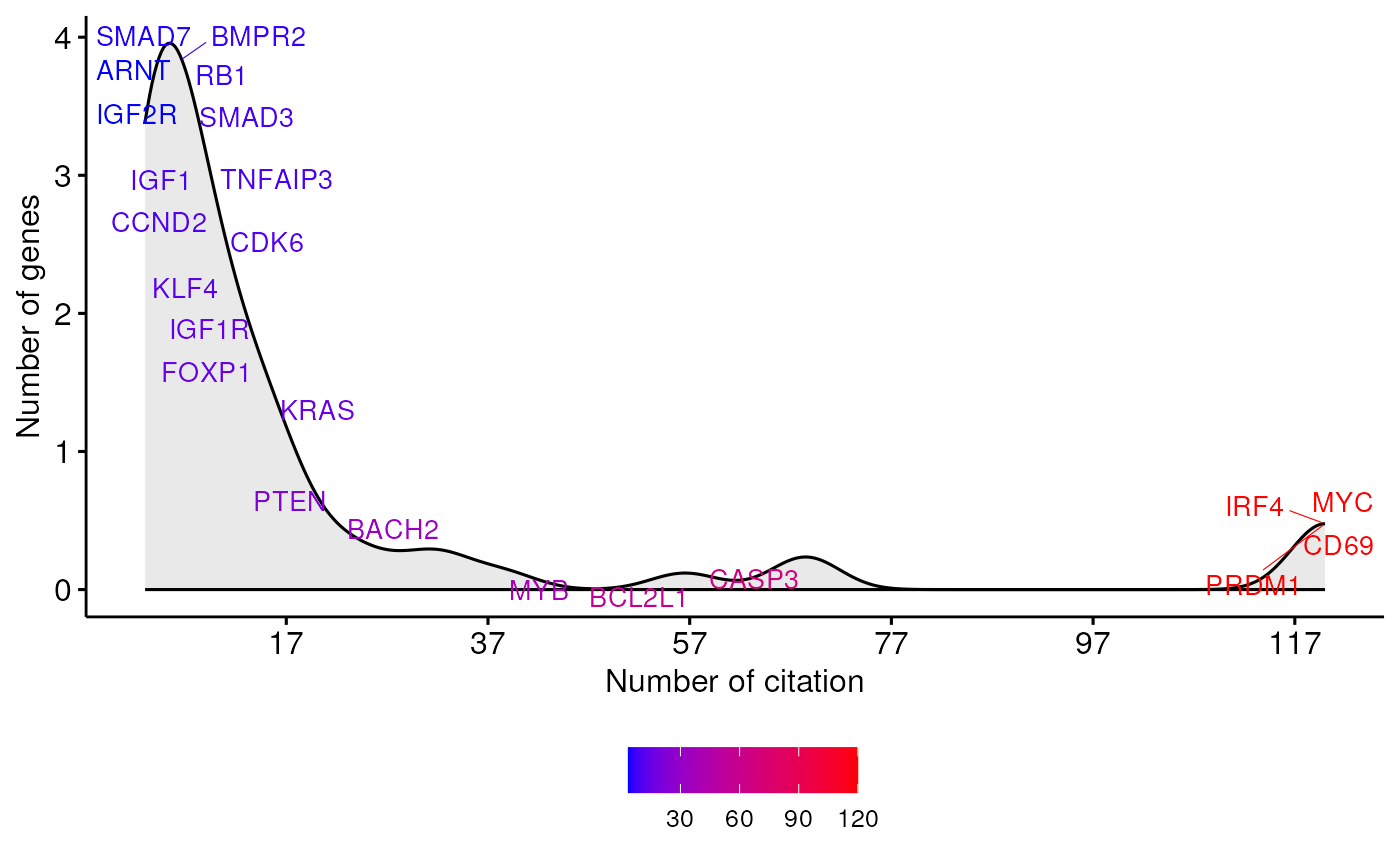 4
SMAD7
BMPR2
ARNT
RB1
IGF2R
SMAD3
3
IGF1
TNFAIP3
CCND2
CDK6
KLF4
2
IGF1R
FOXP1
KRAS
1
PTEN
BACH2
IRF4
MYC
CD69
0
MYB
BCL2L1
CASP3
PRDM1
Number of genes
17 37 57 77 97 117
Number of citation
30 60 90 120